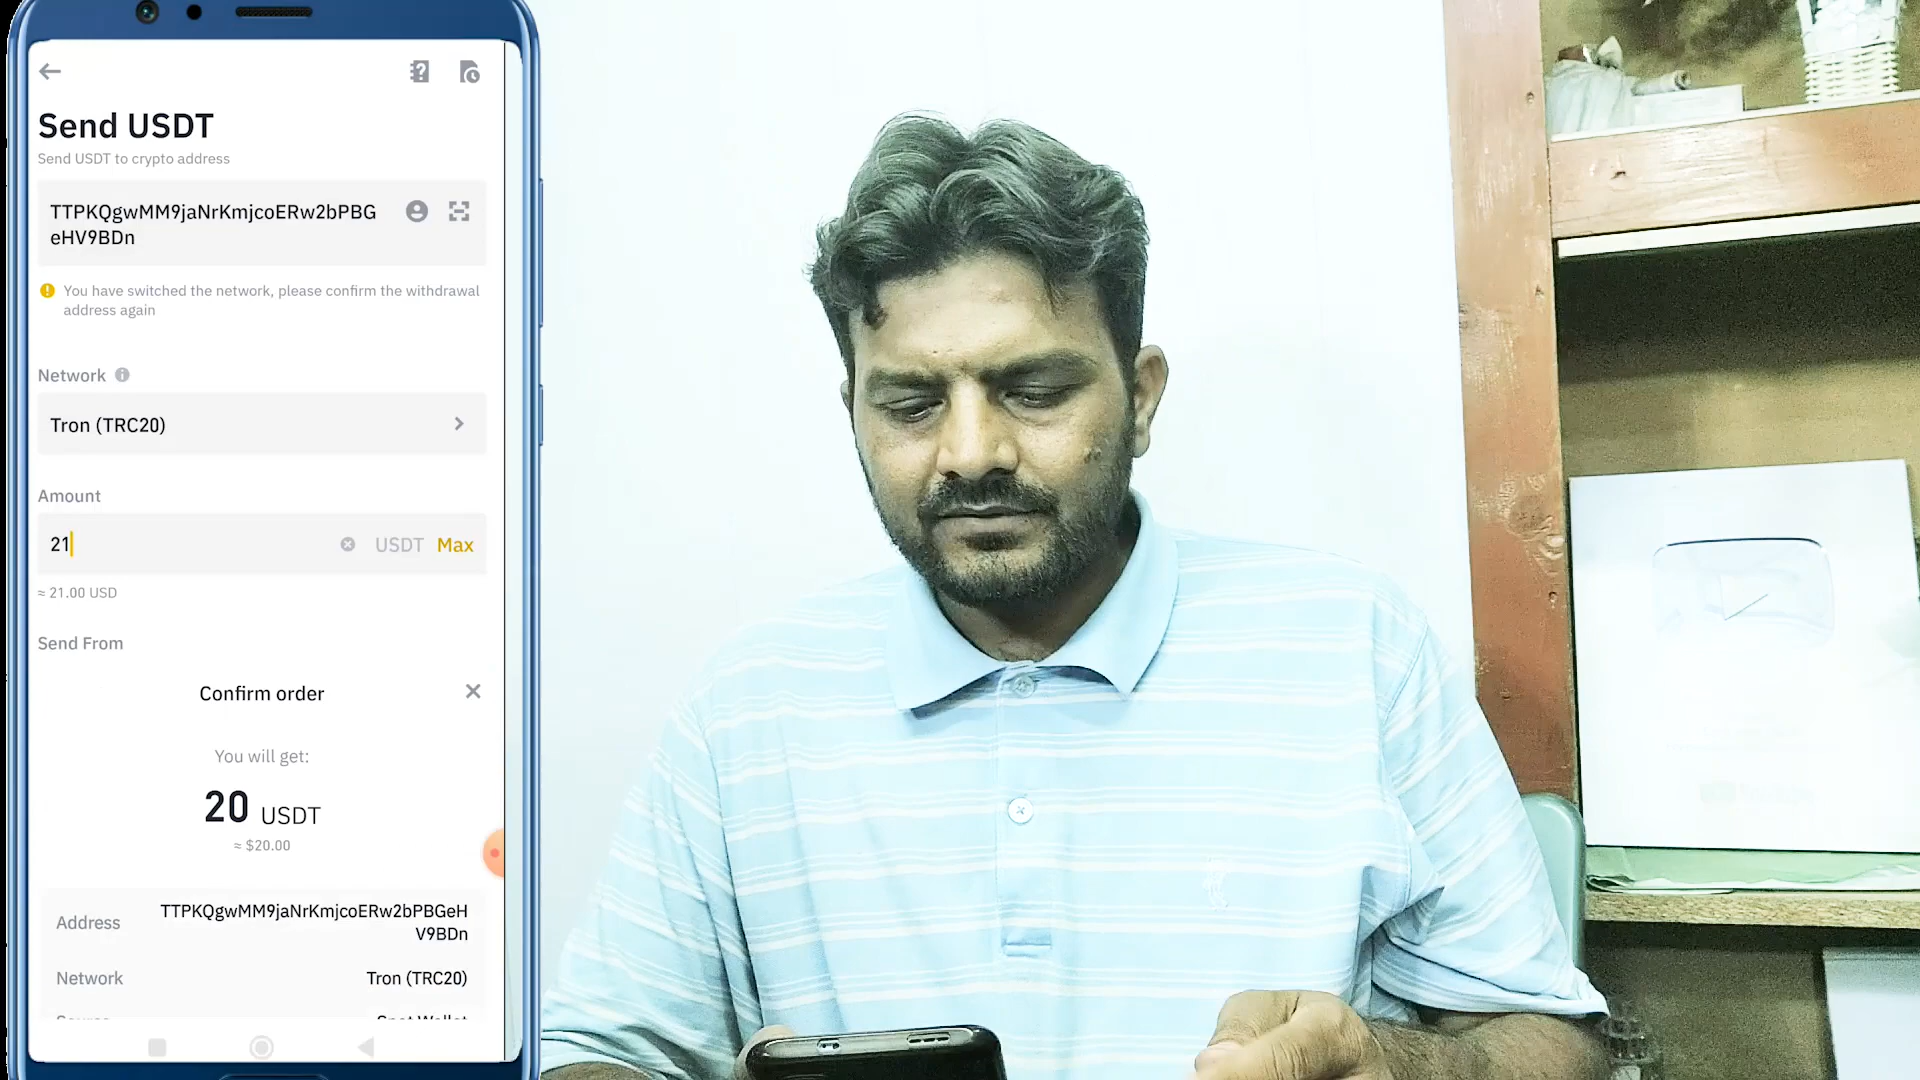 Send USDT
Send USDT to crypto address
TTPKQgwMM9jaNrKmjcoERw2bPBG
eHV9BDn
You have switched the network, please confirm the withdrawal
address again
Network
Tron (TRC20)
Amount
21 USDT Max
≈ 21.00 USD
Send From
Confirm order
You will get:
20 USDT
≈ $20.00
Address TTPKQgwMM9jaNrKmjcoERw2bPBGeH
V9BDn
Network Tron (TRC20)